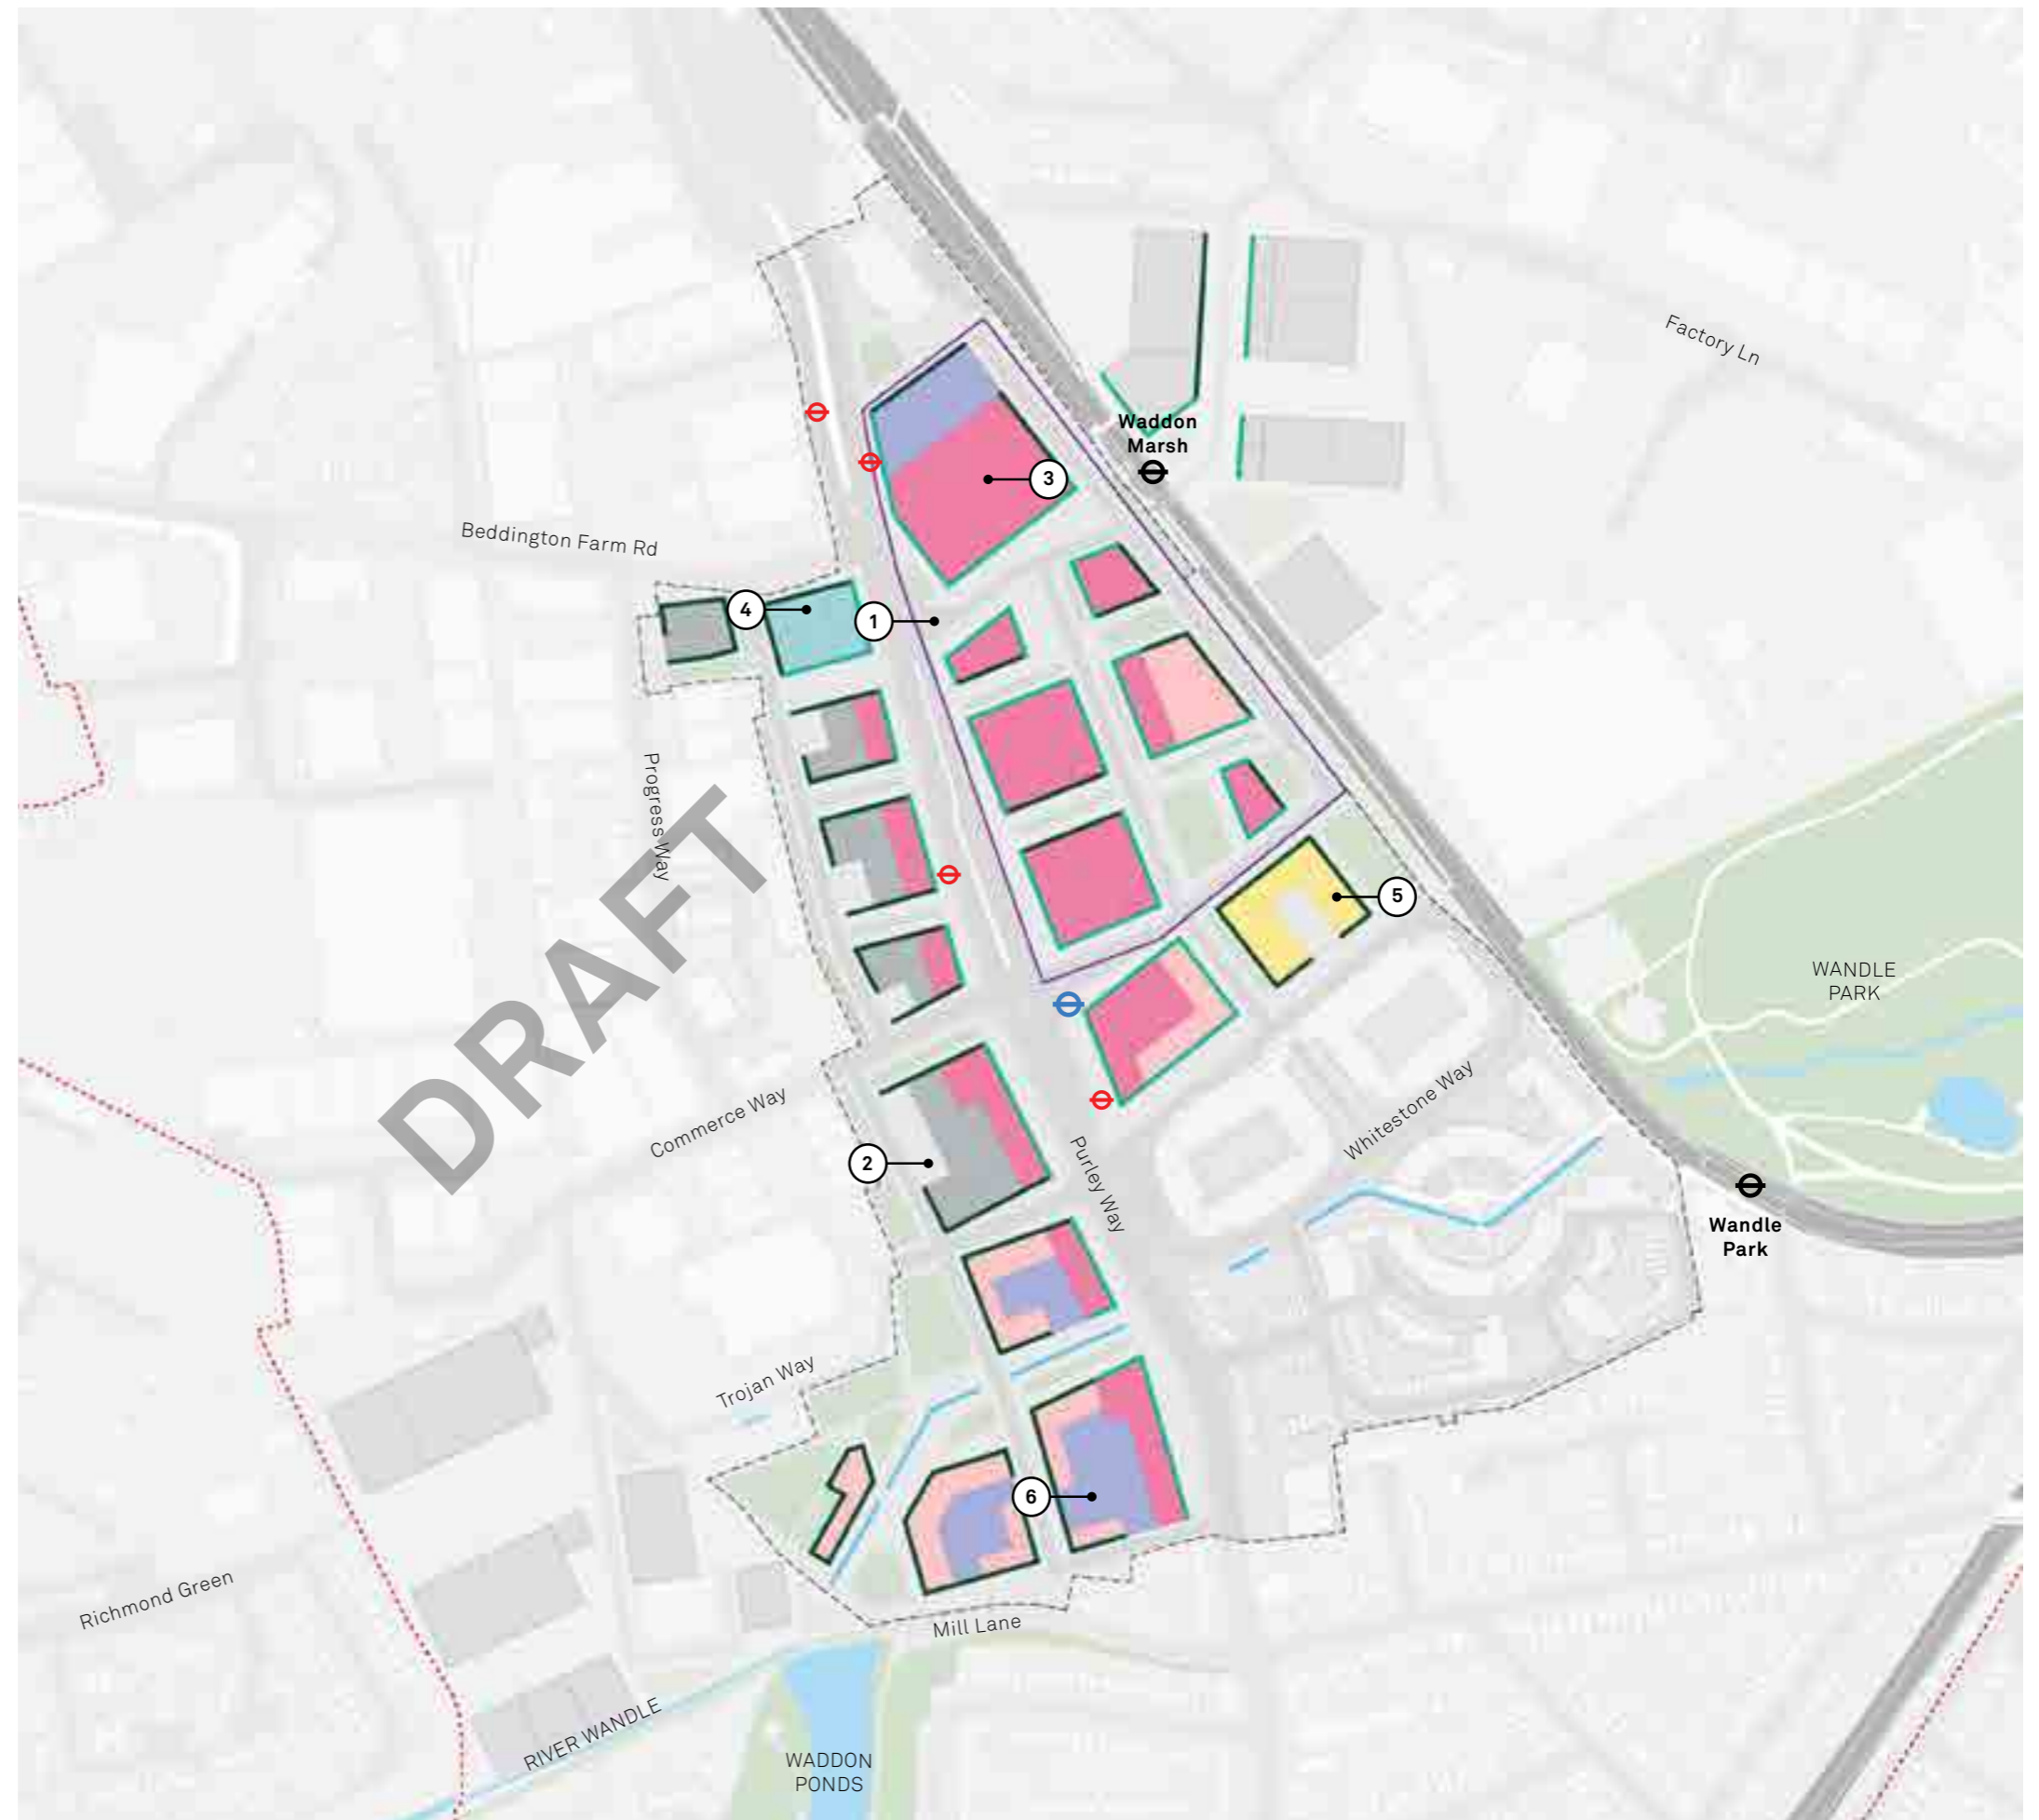 Factory Ln
Waddon
Marsh
3
Beddington Farm Rd
4
1
Progress Way
DRAFT
5
WANDLE
PARK
Commerce Way
Whitestone Way
2
Purley Way
Wandle
Park
Trojan Way
6
Richmond Green
Mill Lane
RIVER WANDLE
WADDON
PONDS